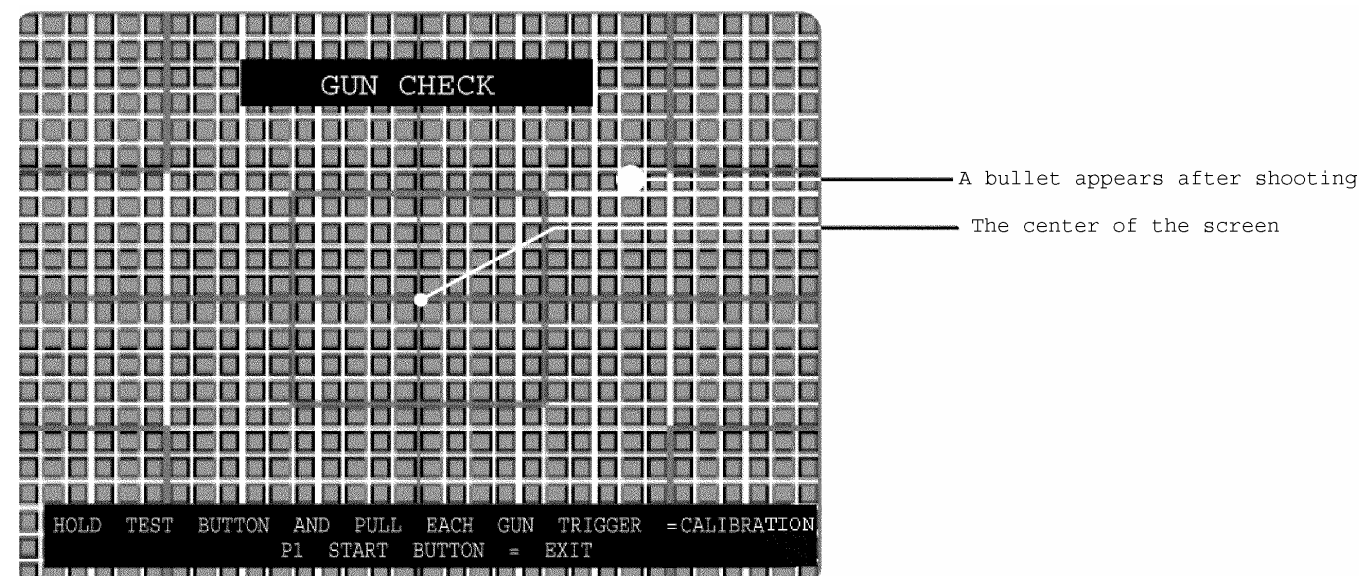 GUN CHECK
A bullet appears after shooting
The center of the screen
HOLD TEST BUTTON AND PULL EACH GUN TRIGGER =CALIBRATION
P1 START BUTTON = EXIT